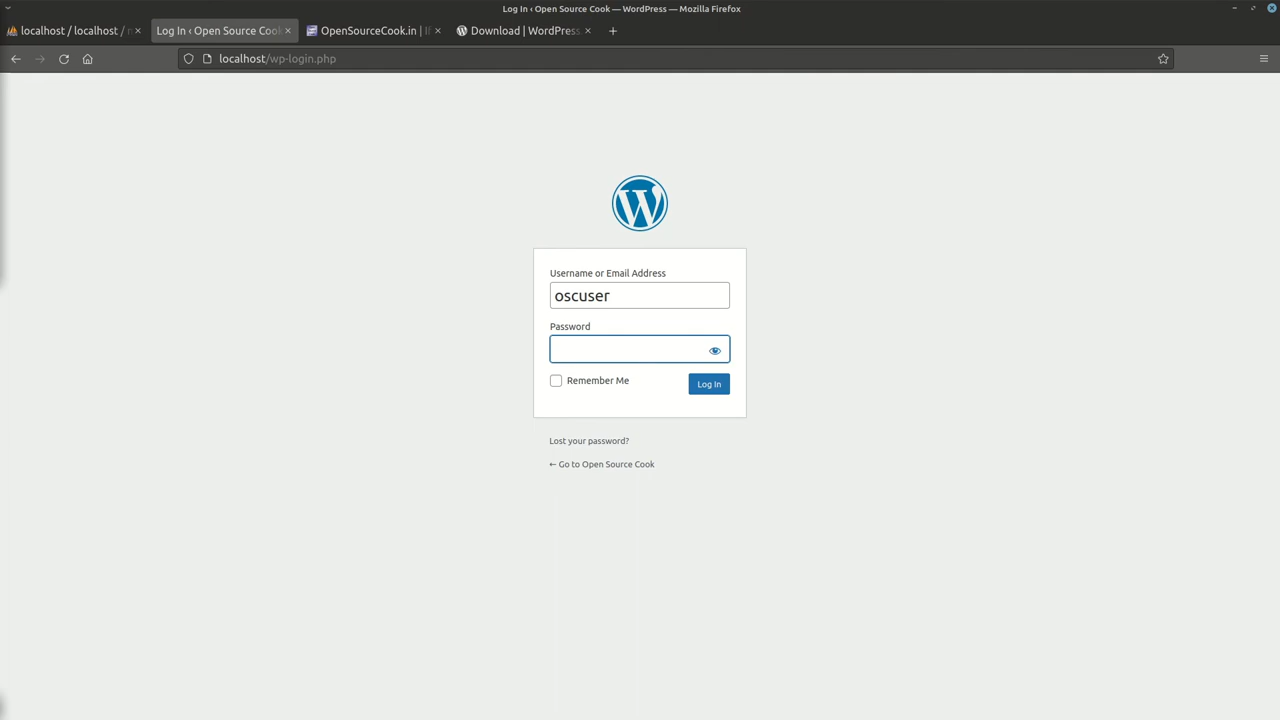 Log In ‹ Open Source Cook — WordPress — Mozilla Firefox
localhost / localhost /
Log In ‹ Open Source Cook
OpenSourceCook.in | If
Download | WordPress.
localhost/wp-login.php
Username or Email Address
oscuser
Password
Remember Me
Log In
Lost your password?
← Go to Open Source Cook